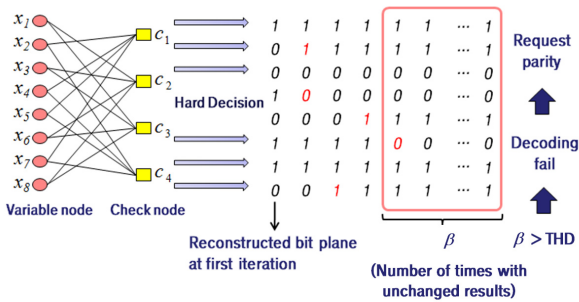 x1 c1 1 1 1 1 1 1 ... 1
x2 0 1 1 1 1 1 ... 1
x3 c2 0 0 0 0 0 0 ... 0
x4 Hard Decision 1 0 0 0 0 0 ... 0
x5 c3 0 0 0 1 1 1 ... 1
x6 1 1 1 1 0 0 ... 0
x7 c4 1 1 1 1 1 1 ... 1
x8 0 0 1 1 1 1 ... 1
Request
parity
Decoding
fail
β > THD
Variable node Check node
Reconstructed bit plane
at first iteration
β
(Number of times with
unchanged results)